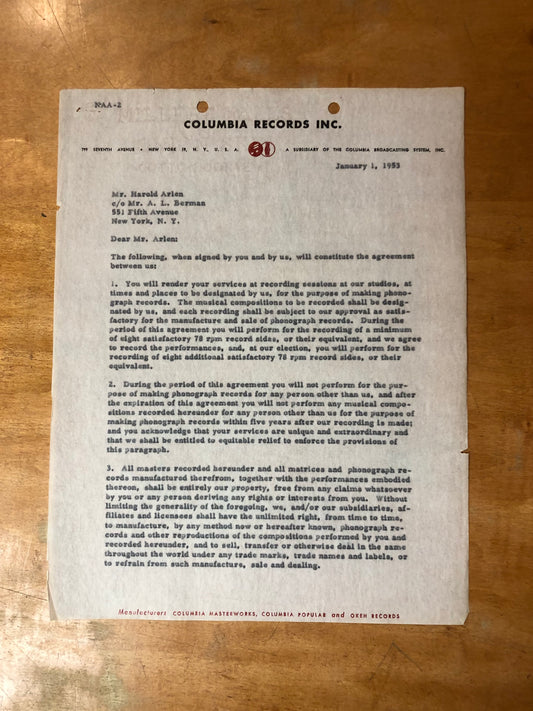 NAA-2
COLUMBIA RECORDS INC.
799 SEVENTH AVENUE • NEW YORK 19, N. Y., U. S. A. A SUBSIDIARY OF THE COLUMBIA BROADCASTING SYSTEM, INC.
January 1, 1953
Mr. Harold Arlen
c/o Mr. A. L. Berman
551 Fifth Avenue
New York, N. Y.
Dear Mr. Arlen:
The following, when signed by you and by us, will constitute the agreement
between us:
1. You will render your services at recording sessions at our studios, at
times and places to be designated by us, for the purpose of making phono-
graph records. The musical compositions to be recorded shall be desig-
nated by us, and each recording shall be subject to our approval as satis-
factory for the manufacture and sale of phonograph records. During the
period of this agreement you will perform for the recording of a minimum
of eight satisfactory 78 rpm record sides, or their equivalent, and we agree
to record the performances, and, at our election, you will perform for the
recording of eight additional satisfactory 78 rpm record sides, or their
equivalent.
2. During the period of this agreement you will not perform for the pur-
pose of making phonograph records for any person other than us, and after
the expiration of this agreement you will not perform any musical compo-
sitions recorded hereunder for any person other than us for the purpose of
making phonograph records within five years after our recording is made;
and you acknowledge that your services are unique and extraordinary and
that we shall be entitled to equitable relief to enforce the provisions of
this paragraph.
3. All masters recorded hereunder and all matrices and phonograph re-
cords manufactured therefrom, together with the performances embodied
thereon, shall be entirely our property, free from any claims whatsoever
by you or any person deriving any rights or interests from you. Without
limiting the generality of the foregoing, we, and/or our subsidiaries, af-
filiates and licensees shall have the unlimited right, from time to time,
to manufacture, by any method now or hereafter known, phonograph re-
cords and other reproductions of the compositions performed by you and
recorded hereunder, and to sell, transfer or otherwise deal in the same
throughout the world under any trade marks, trade names and labels, or
to refrain from such manufacture, sale and dealing.
Manufacturers COLUMBIA MASTERWORKS, COLUMBIA POPULAR and OKEH RECORDS